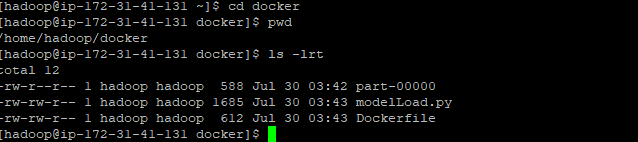 [hadoop@ip-172-31-41-131 ~]$ cd docker
[hadoop@ip-172-31-41-131 docker]$ pwd
/home/hadoop/docker
[hadoop@ip-172-31-41-131 docker]$ ls -lrt
total 12
-rw-r--r-- 1 hadoop hadoop  588 Jul 30 03:42 part-00000
-rw-rw-r-- 1 hadoop hadoop 1685 Jul 30 03:43 modelLoad.py
-rw-rw-r-- 1 hadoop hadoop  612 Jul 30 03:43 Dockerfile
[hadoop@ip-172-31-41-131 docker]$